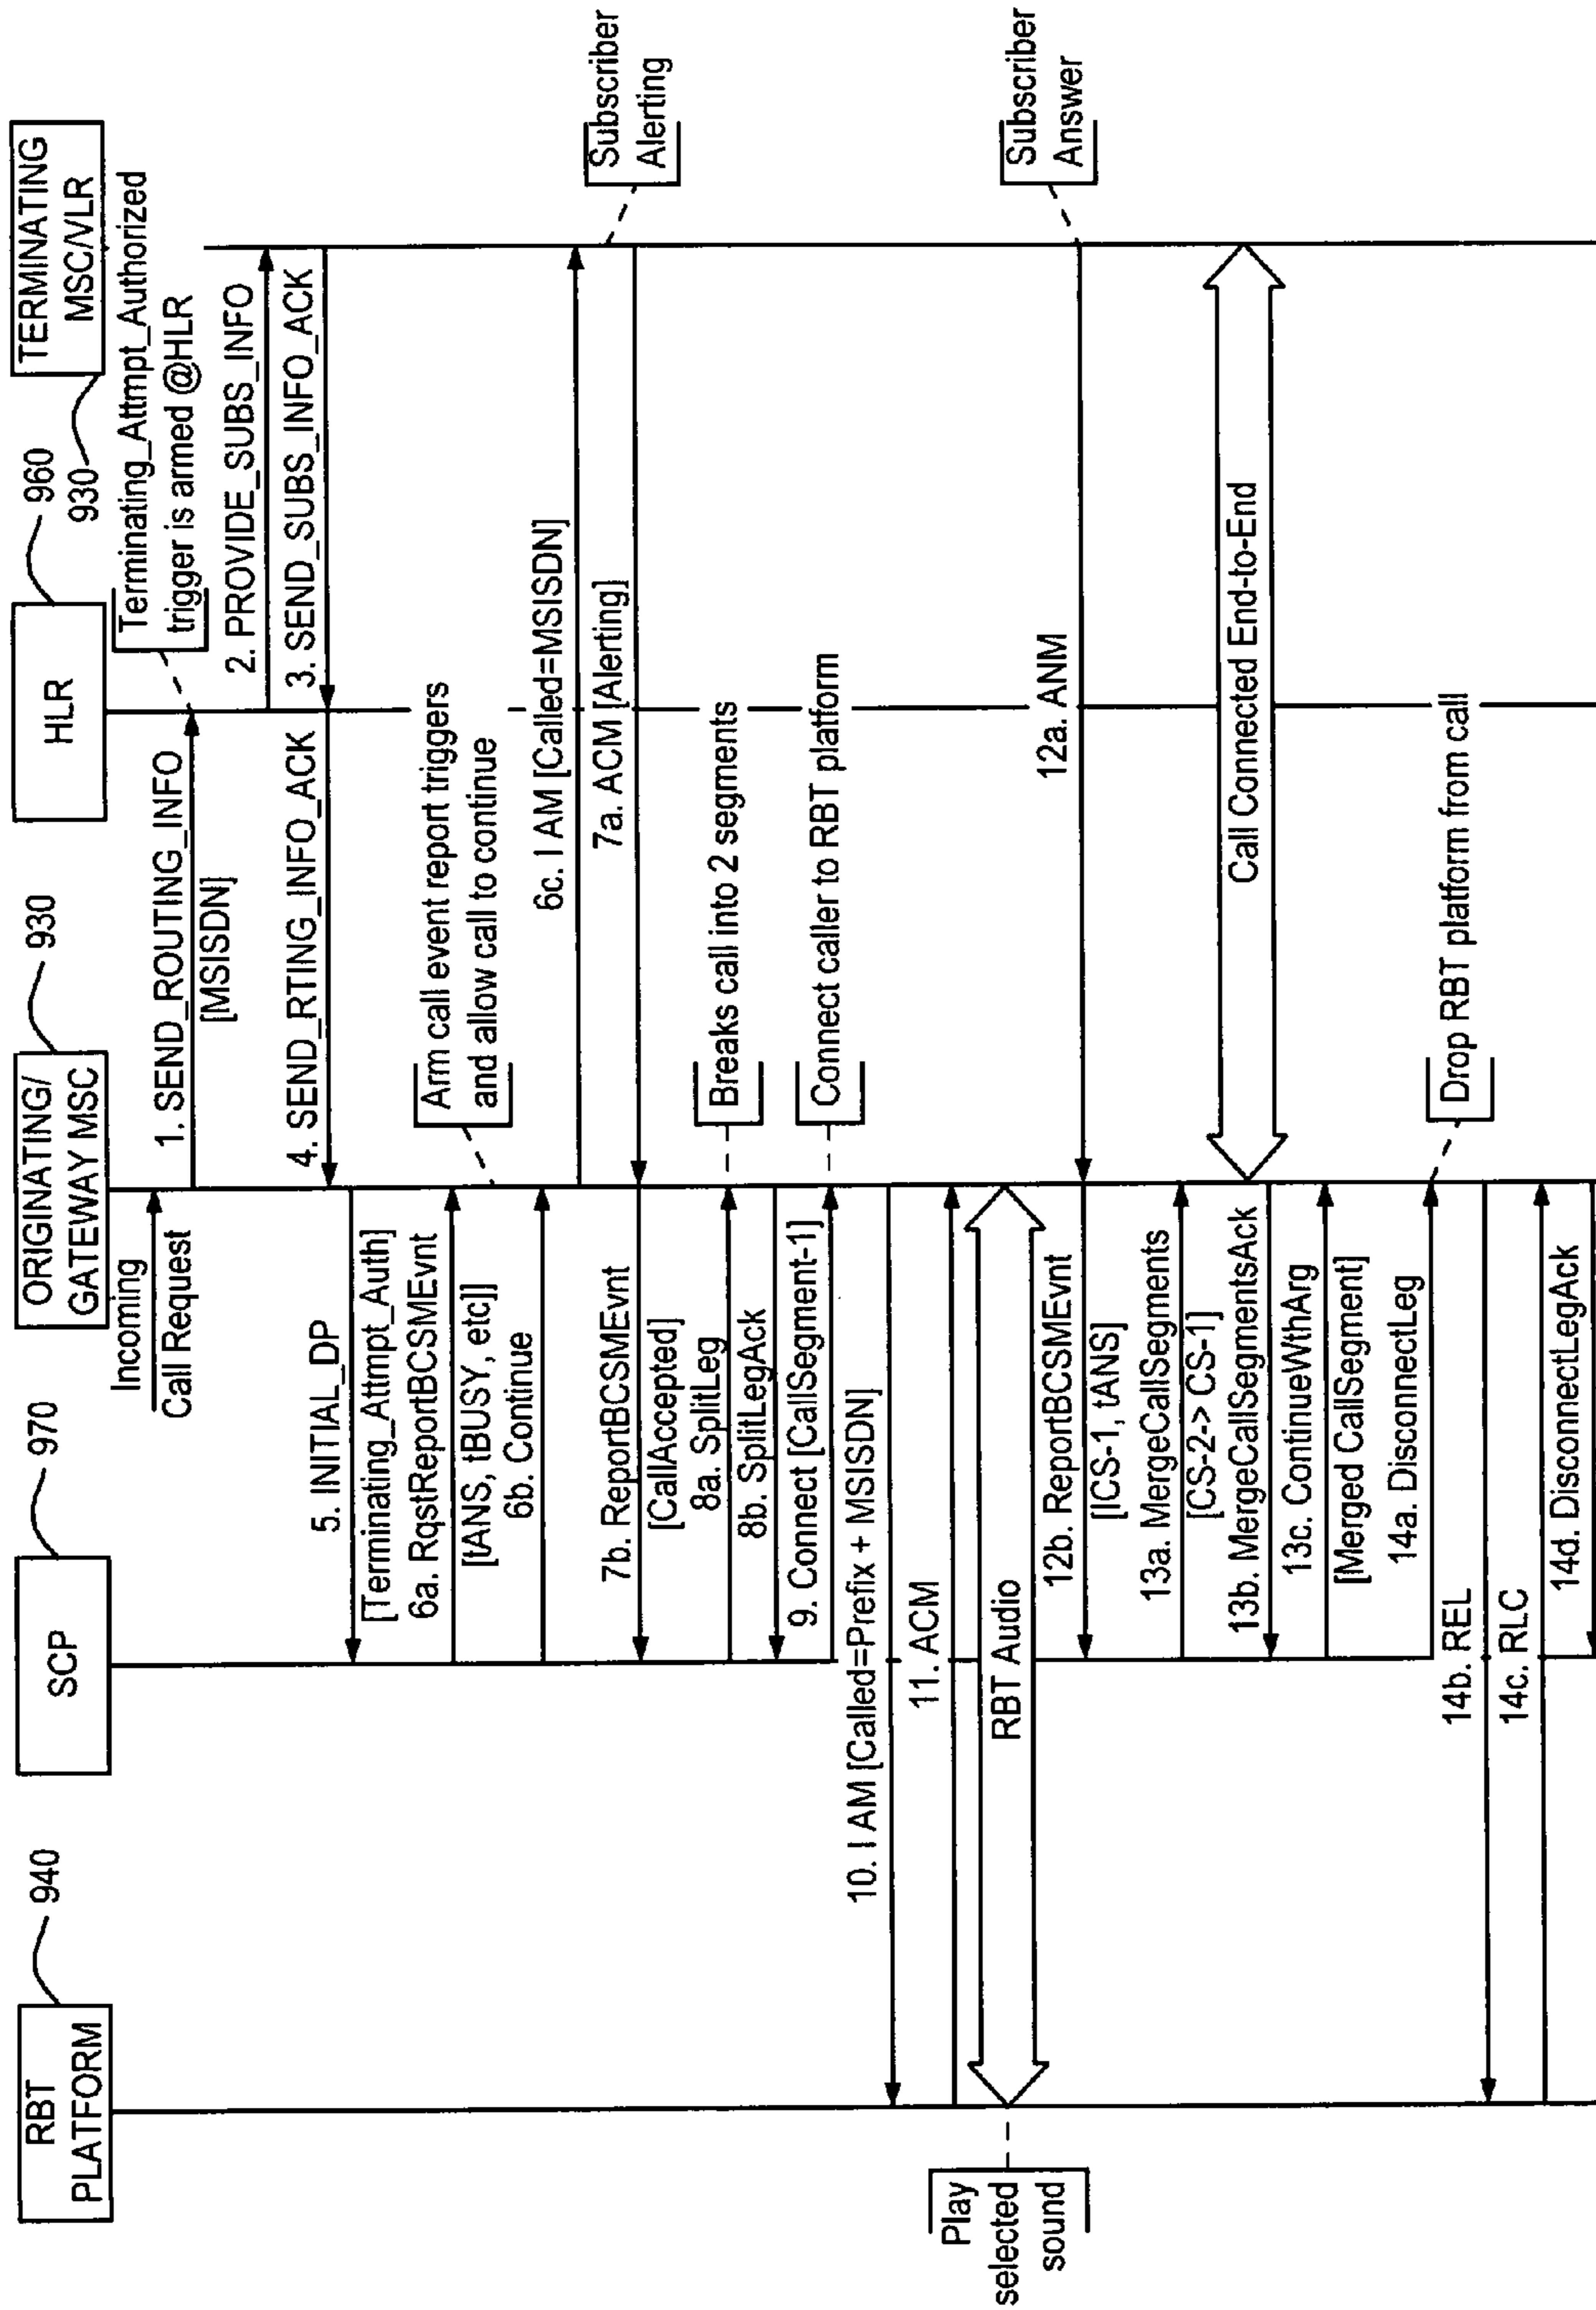 RBT
PLATFORM
940
SCP
970
ORIGINATING/
GATEWAY MSC
930
HLR
960
TERMINATING
MSC/VLR
930
Incoming
Call Request
1. SEND_ROUTING_INFO
[MSISDN]
Terminating_Attmpt_Authorized
trigger is armed @HLR
2. PROVIDE_SUBS_INFO
3. SEND_SUBS_INFO_ACK
4. SEND_RTING_INFO_ACK
5. INITIAL_DP
[Terminating_Attmpt_Auth]
6a. RqstReportBCSMEvnt
[tANS, tBUSY, etc]]
6b. Continue
Arm call event report triggers
and allow call to continue
6c. I AM [Called=MSISDN]
Subscriber
Alerting
7a. ACM [Alerting]
7b. ReportBCSMEvnt
[CallAccepted]
8a. SplitLeg
Breaks call into 2 segments
8b. SplitLegAck
9. Connect [CallSegment-1]
Connect caller to RBT platform
10. I AM [Called=Prefix + MSISDN]
11. ACM
RBT Audio
Play
selected
sound
12a. ANM
Subscriber
Answer
12b. ReportBCSMEvnt
[ICS-1, tANS]
13a. MergeCallSegments
[CS-2-> CS-1]
Call Connected End-to-End
13b. MergeCallSegmentsAck
13c. ContinueWthArg
[Merged CallSegment]
14a. DisconnectLeg
Drop RBT platform from call
14b. REL
14c. RLC
14d. DisconnectLegAck